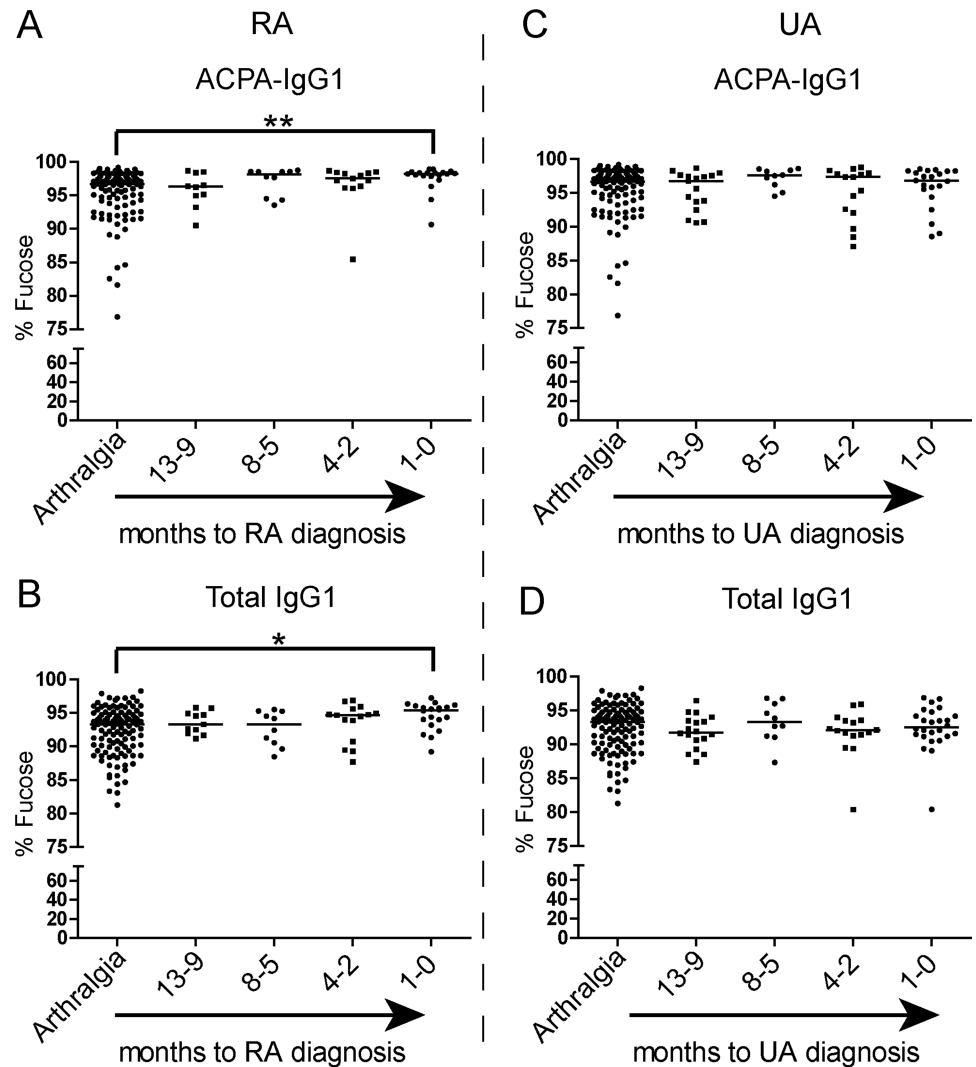 A
RA
ACPA-IgG1
**
100
95
90
85
80
75
60
40
20
0
% Fucose
Arthralgia
13-9
8-5
4-2
1-0
months to RA diagnosis
B
Total IgG1
*
100
95
90
85
80
75
60
40
20
0
% Fucose
Arthralgia
13-9
8-5
4-2
1-0
months to RA diagnosis
C
UA
ACPA-IgG1
100
95
90
85
80
75
60
40
20
0
% Fucose
Arthralgia
13-9
8-5
4-2
1-0
months to UA diagnosis
D
Total IgG1
100
95
90
85
80
75
60
40
20
0
% Fucose
Arthralgia
13-9
8-5
4-2
1-0
months to UA diagnosis